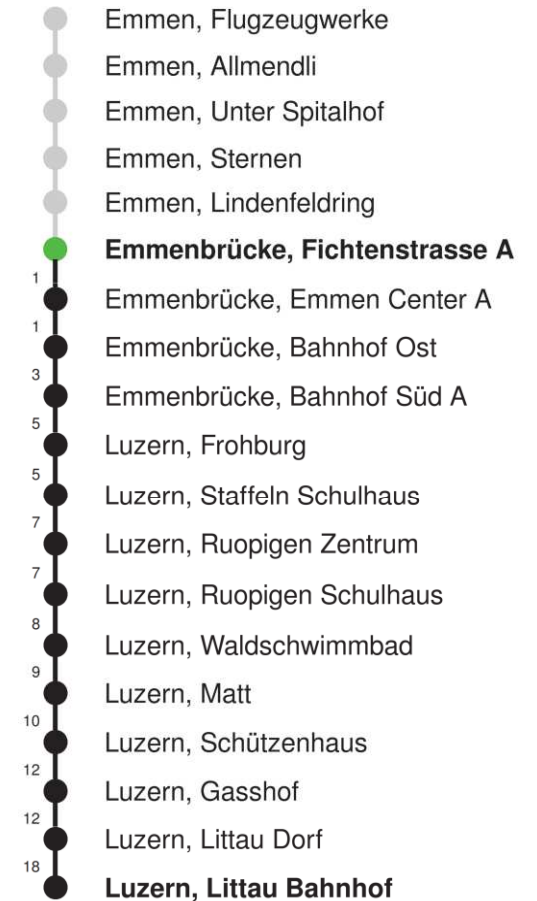 Emmen, Flugzeugwerke
Emmen, Allmendli
Emmen, Unter Spitalhof
Emmen, Sternen
Emmen, Lindenfeldring
Emmenbrücke, Fichtenstrasse A
1
Emmenbrücke, Emmen Center A
1
Emmenbrücke, Bahnhof Ost
3
Emmenbrücke, Bahnhof Süd A
5
Luzern, Frohburg
5
Luzern, Staffeln Schulhaus
7
Luzern, Ruopigen Zentrum
7
Luzern, Ruopigen Schulhaus
8
Luzern, Waldschwimmbad
9
Luzern, Matt
10
Luzern, Schützenhaus
12
Luzern, Gasshof
12
Luzern, Littau Dorf
18
Luzern, Littau Bahnhof